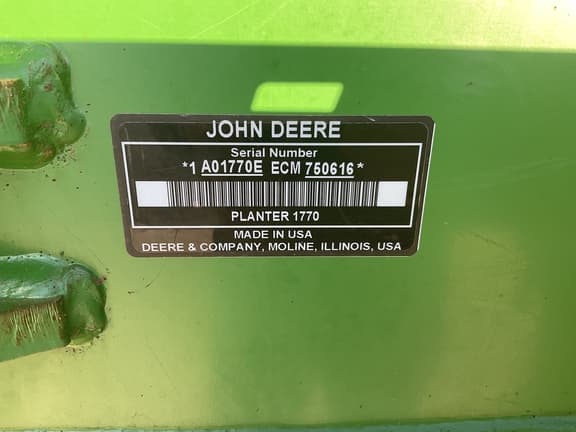 JOHN DEERE
Serial Number
*1 A01770E ECM 750616*
PLANTER 1770
MADE IN USA
DEERE & COMPANY, MOLINE, ILLINOIS, USA